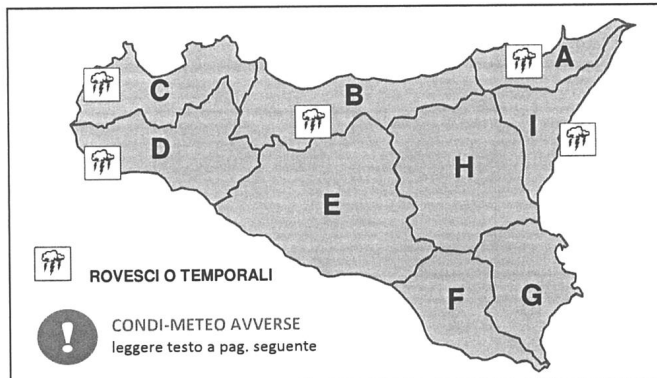 A
C
B
I
D
H
E
F
G
ROVESCI O TEMPORALI
CONDI-METEO AVVERSE
leggere testo a pag. seguente